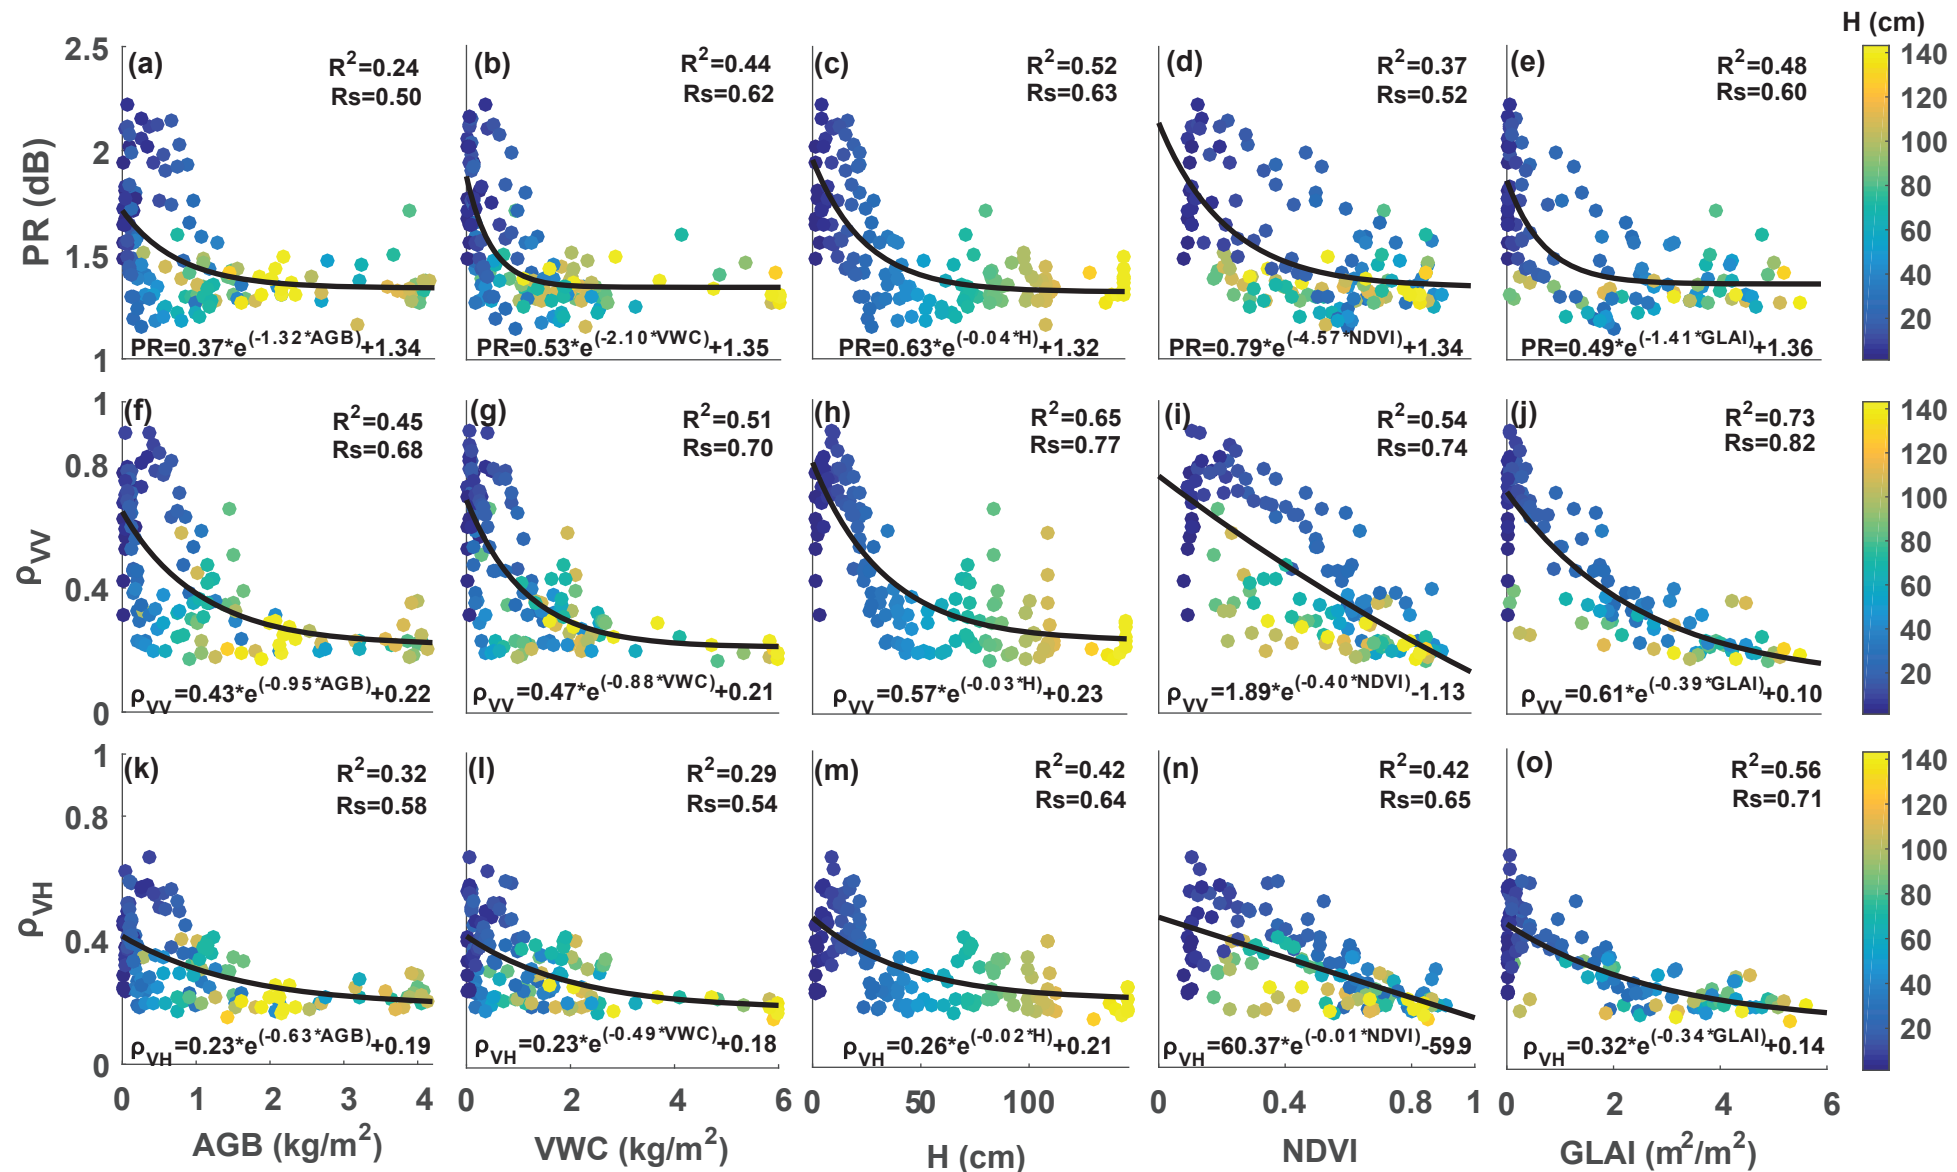 H (cm)
2.5
2
1.5
1
PR (dB)
(a)
R²=0.24
Rs=0.50
PR=0.37*e^(-1.32*AGB)+1.34
(b)
R²=0.44
Rs=0.62
PR=0.53*e^(-2.10*VWC)+1.35
(c)
R²=0.52
Rs=0.63
PR=0.63*e^(-0.04*H)+1.32
(d)
R²=0.37
Rs=0.52
PR=0.79*e^(-4.57*NDVI)+1.34
(e)
R²=0.48
Rs=0.60
PR=0.49*e^(-1.41*GLAI)+1.36
140
120
100
80
60
40
20
1
0.8
0.4
0
ρVV
(f)
R²=0.45
Rs=0.68
ρVV=0.43*e^(-0.95*AGB)+0.22
(g)
R²=0.51
Rs=0.70
ρVV=0.47*e^(-0.88*VWC)+0.21
(h)
R²=0.65
Rs=0.77
ρVV=0.57*e^(-0.03*H)+0.23
(i)
R²=0.54
Rs=0.74
ρVV=1.89*e^(-0.40*NDVI)-1.13
(j)
R²=0.73
Rs=0.82
ρVV=0.61*e^(-0.39*GLAI)+0.10
140
120
100
80
60
40
20
1
0.8
0.4
0
ρVH
(k)
R²=0.32
Rs=0.58
ρVH=0.23*e^(-0.63*AGB)+0.19
(l)
R²=0.29
Rs=0.54
ρVH=0.23*e^(-0.49*VWC)+0.18
(m)
R²=0.42
Rs=0.64
ρVH=0.26*e^(-0.02*H)+0.21
(n)
R²=0.42
Rs=0.65
ρVH=60.37*e^(-0.01*NDVI)-59.9
(o)
R²=0.56
Rs=0.71
ρVH=0.32*e^(-0.34*GLAI)+0.14
140
120
100
80
60
40
20
0 1 2 3 4
AGB (kg/m²)
0 2 4 6
VWC (kg/m²)
0 50 100
H (cm)
0 0.4 0.8 1
NDVI
0 2 4 6
GLAI (m²/m²)